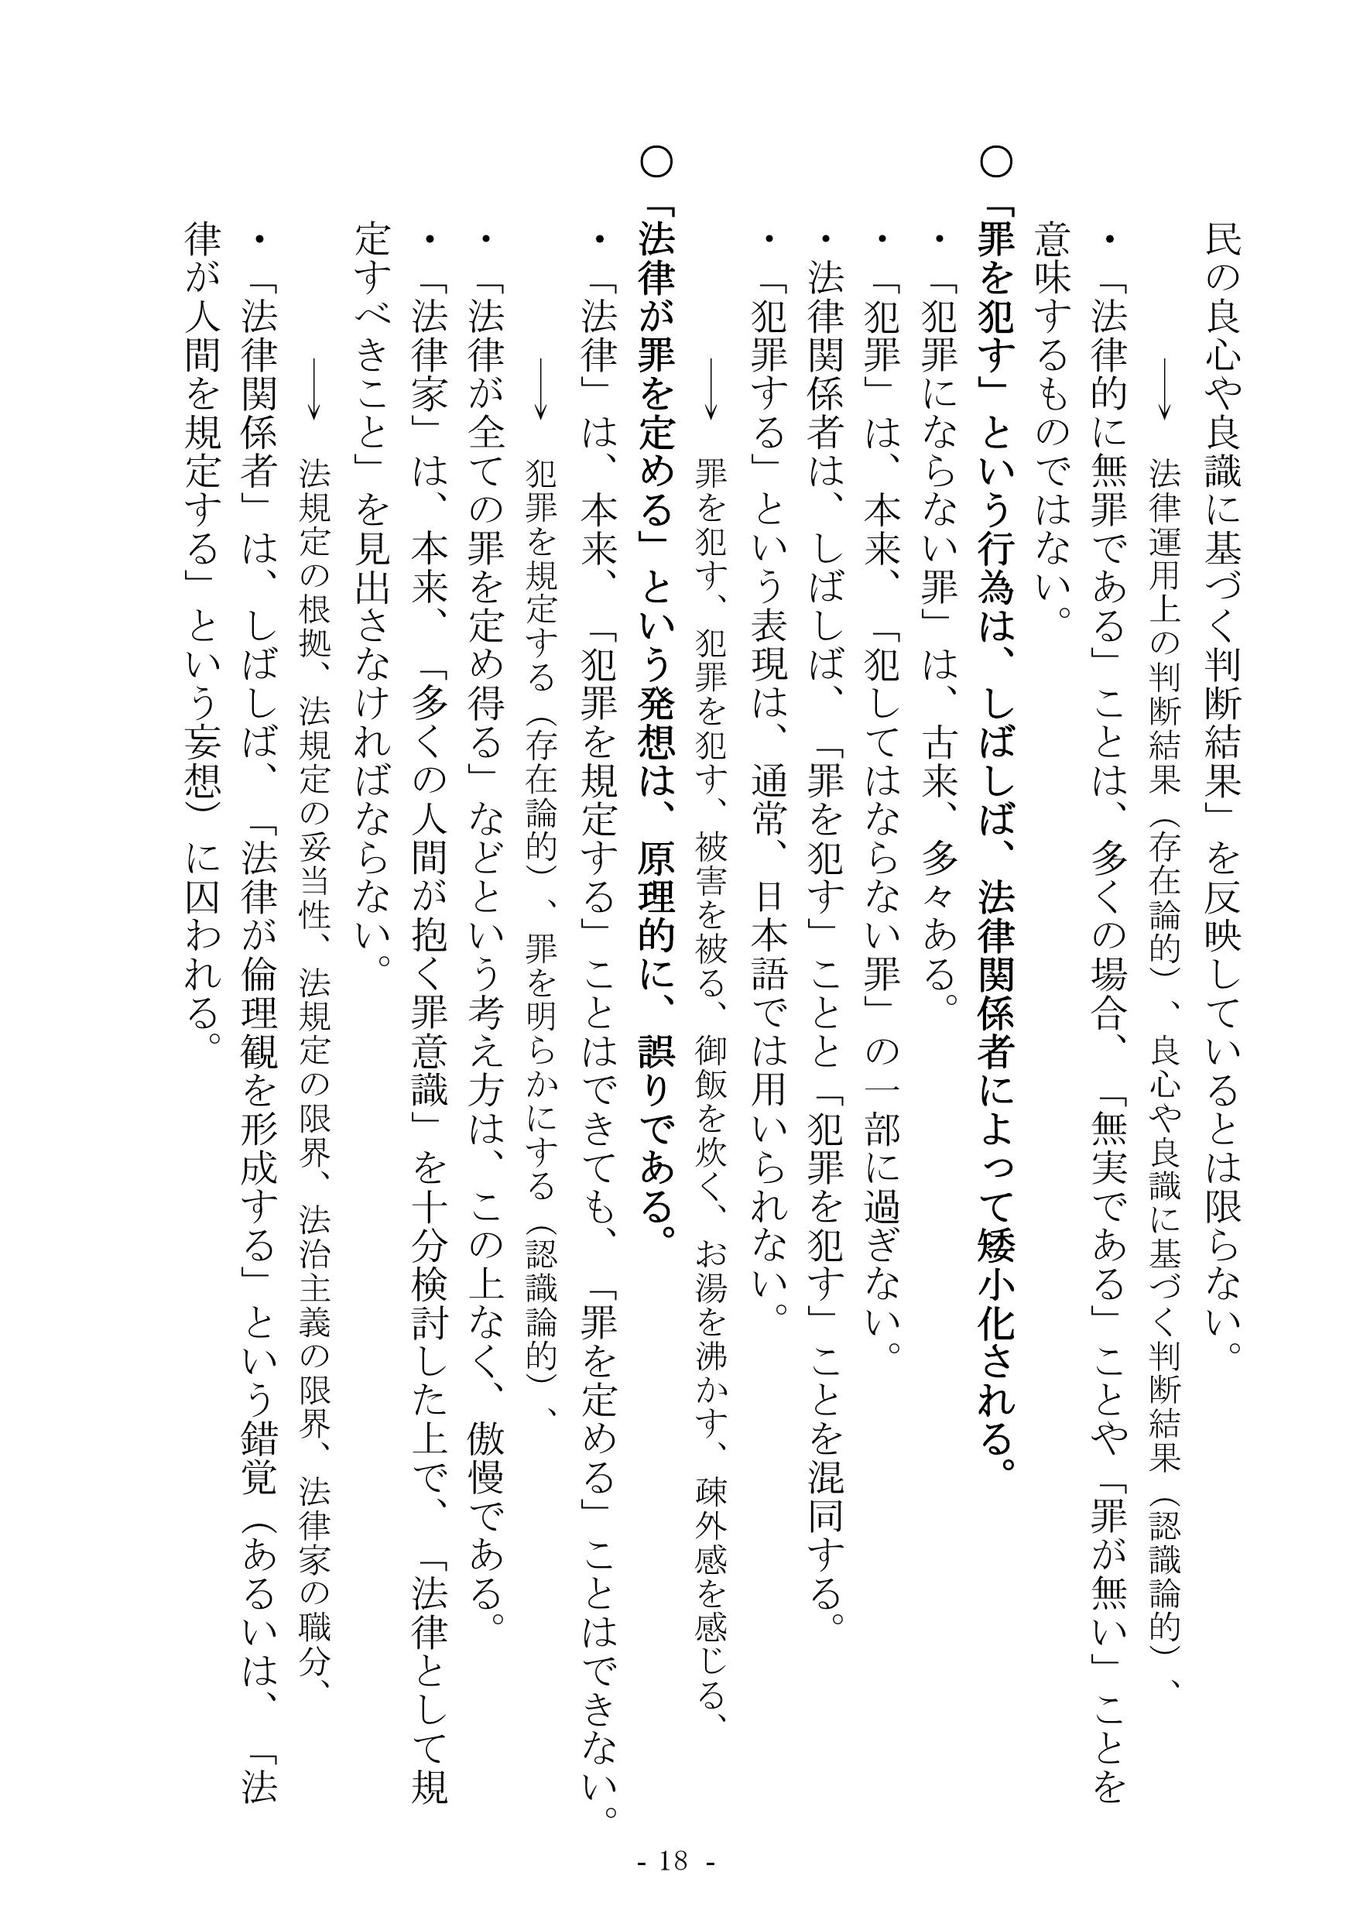 民の良心や良識に基づく判断結果」を反映しているとは限らない。
→ 法律運用上の判断結果（存在論的）、良心や良識に基づく判断結果（認識論的）、
・「法律的に無罪である」ことは、多くの場合、「無実である」ことや「罪が無い」ことを
意味するものではない。
○「罪を犯す」という行為は、しばしば、法律関係者によって矮小化される。
・「犯罪にならない罪」は、古来、多々ある。
・「犯罪」は、本来、「犯してはならない罪」の一部に過ぎない。
・法律関係者は、しばしば、「罪を犯す」ことと「犯罪を犯す」ことを混同する。
・「犯罪する」という表現は、通常、日本語では用いられない。
→ 罪を犯す、犯罪を犯す、被害を被る、御飯を炊く、お湯を沸かす、疎外感を感じる、
○「法律が罪を定める」という発想は、原理的に、誤りである。
・「法律」は、本来、「犯罪を規定する」ことはできても、「罪を定める」ことはできない。
→ 犯罪を規定する（存在論的）、罪を明らかにする（認識論的）、
・「法律が全ての罪を定め得る」などという考え方は、この上なく、傲慢である。
・「法律家」は、本来、「多くの人間が抱く罪意識」を十分検討した上で、「法律として規
定すべきこと」を見出さなければならない。
→ 法規定の根拠、法規定の妥当性、法規定の限界、法治主義の限界、法律家の職分、
・「法律関係者」は、しばしば、「法律が倫理観を形成する」という錯覚（あるいは、「法
律が人間を規定する」という妄想）に囚われる。
- 18 -